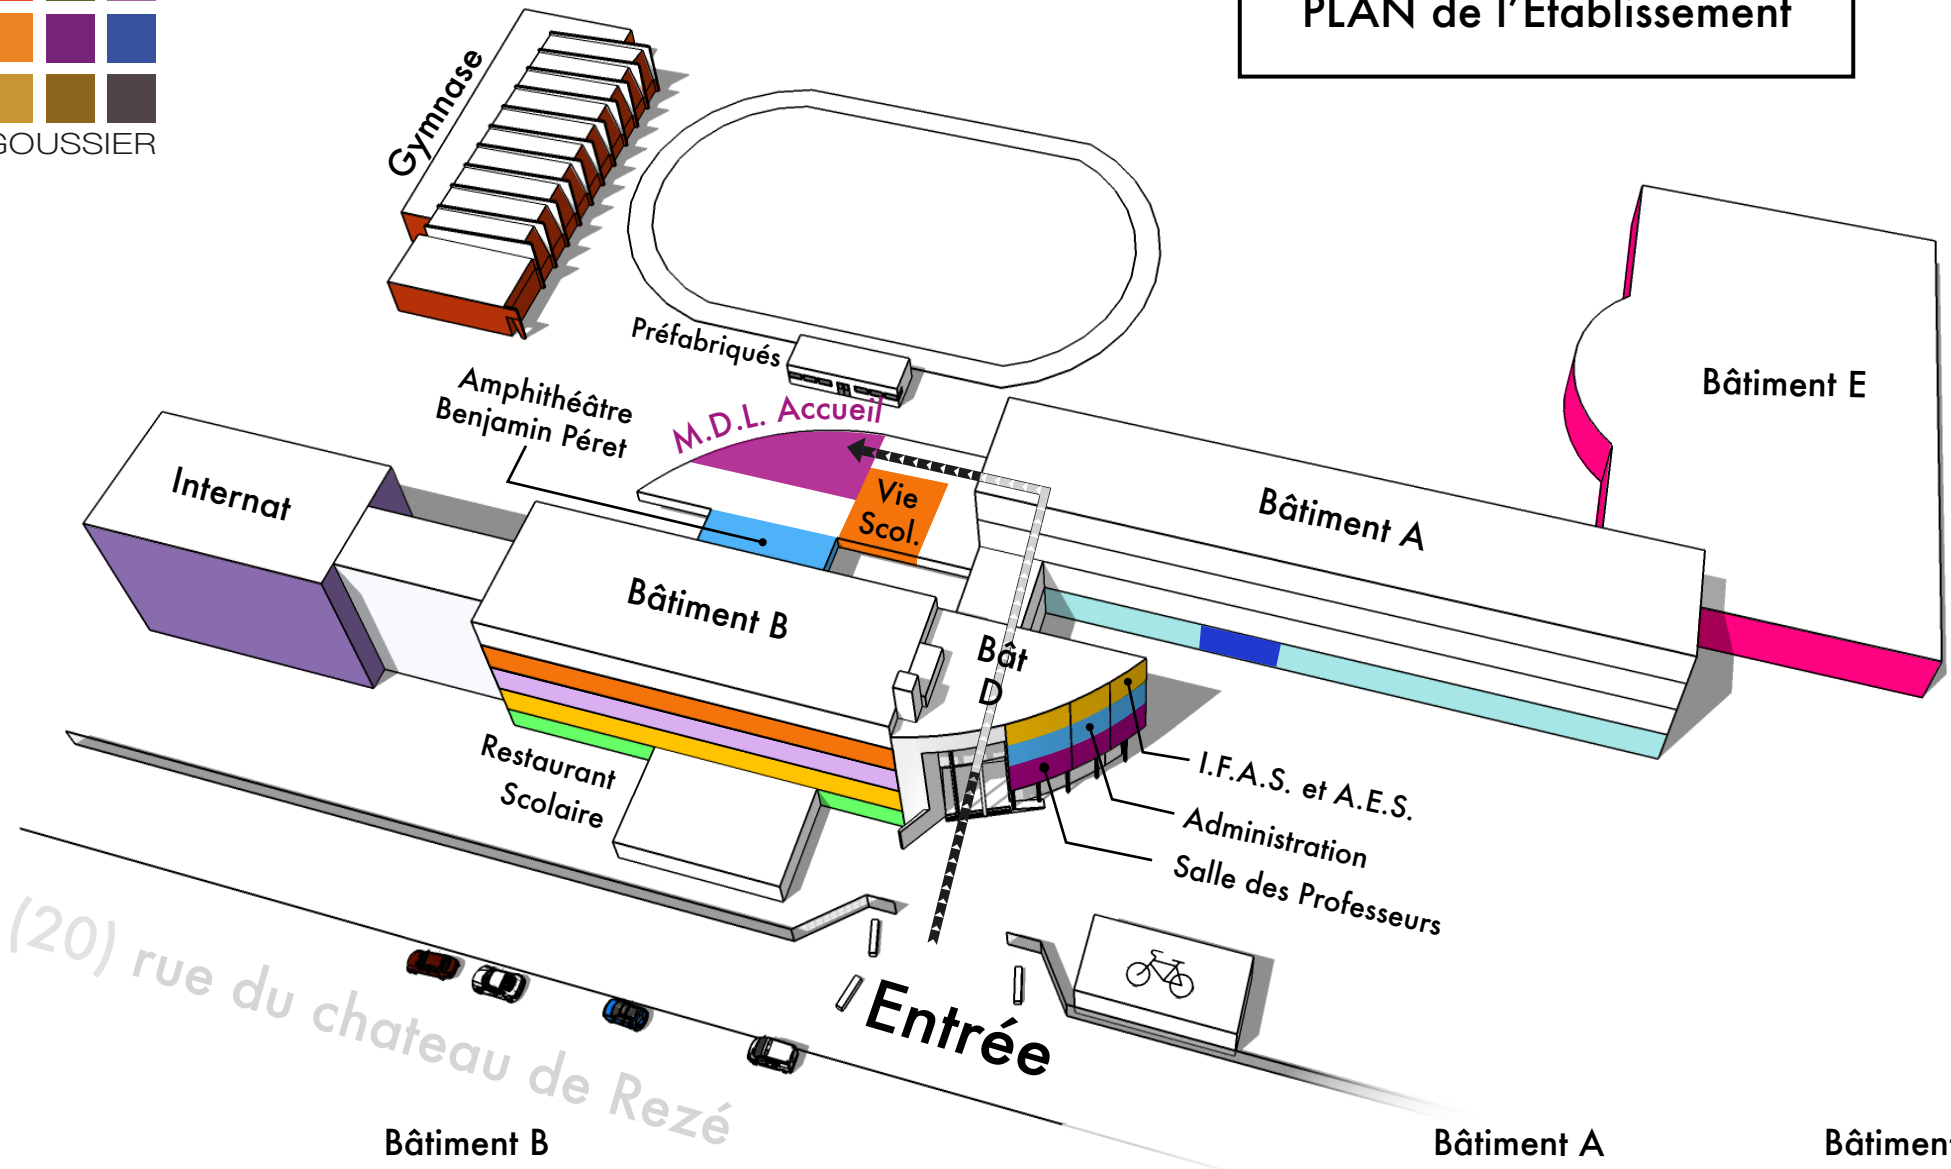 PLAN de l'Etablissement
GOUSSIER
Gymnase
Préfabriqués
Amphithéâtre
Benjamin Péret
M.D.L. Accueil
Vie
Scol.
Internat
Bâtiment E
Bâtiment A
Bâtiment B
Bât
D
Restaurant
Scolaire
I.F.A.S. et A.E.S.
Administration
Salle des Professeurs
(20) rue du chateau de Rezé
Entrée
Bâtiment B
Bâtiment A
Bâtiment